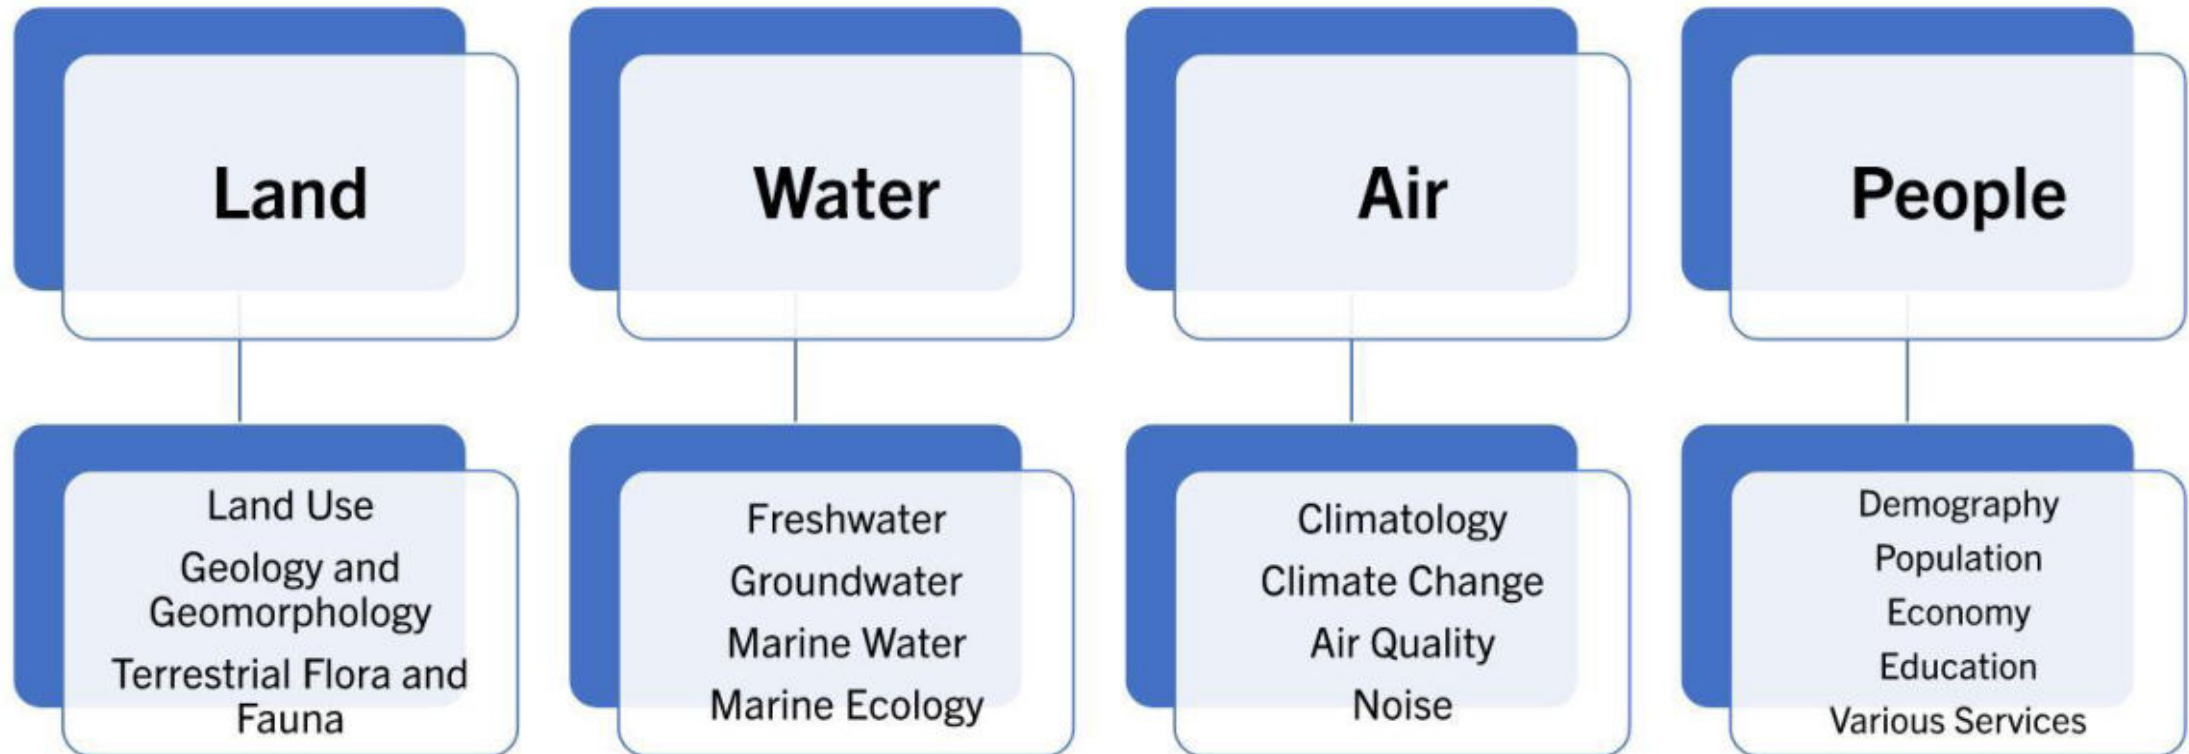 Land
Water
Air
People
Land Use
Geology and
Geomorphology
Terrestrial Flora and
Fauna
Freshwater
Groundwater
Marine Water
Marine Ecology
Climatology
Climate Change
Air Quality
Noise
Demography
Population
Economy
Education
Various Services